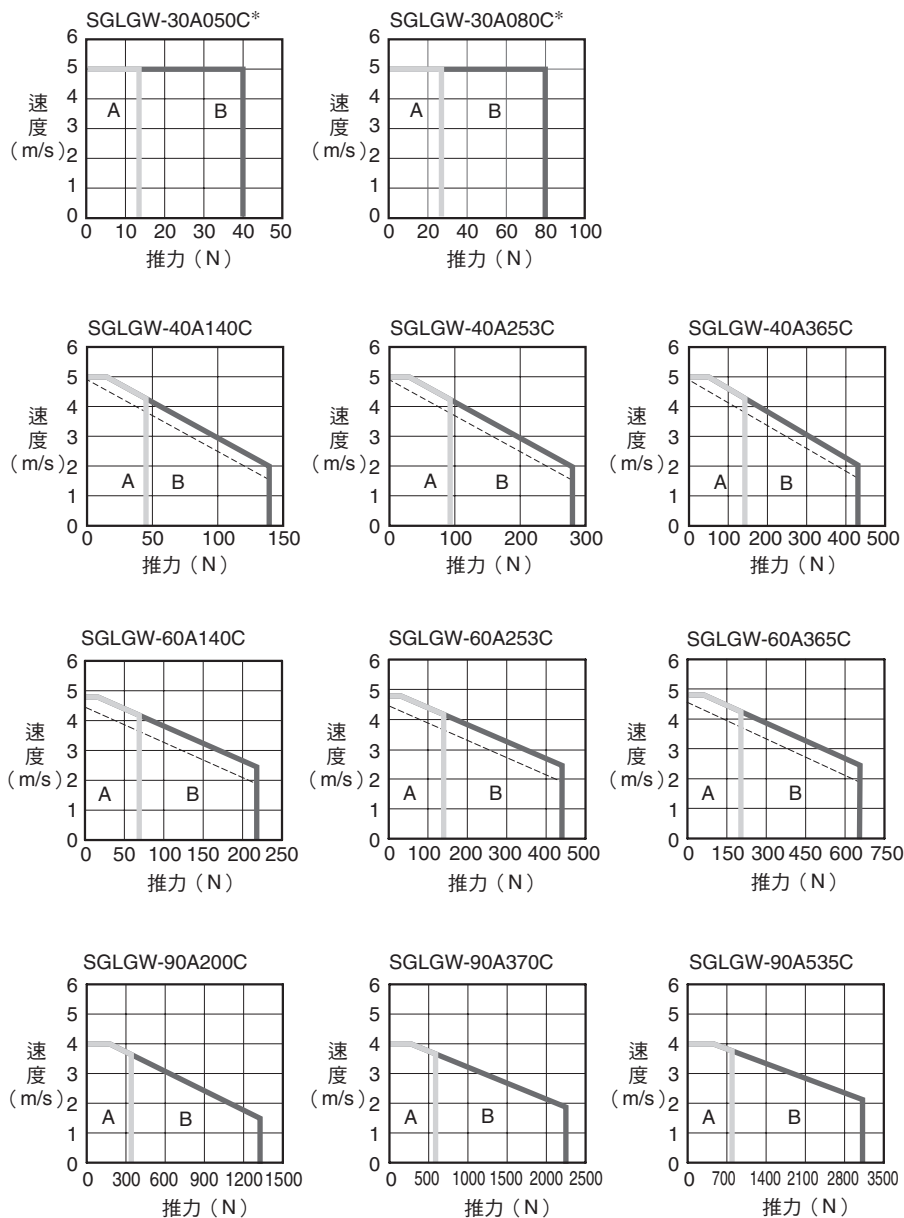 SGLGW-30A050C*
6
5
4
3
2
1
0
速
度
(m/s)
A
B
0 10 20 30 40 50
推力（N）
SGLGW-30A080C*
6
5
4
3
2
1
0
速
度
(m/s)
A
B
0 20 40 60 80 100
推力（N）
SGLGW-40A140C
6
5
4
3
2
1
0
速
度
(m/s)
A
B
0 50 100 150
推力（N）
SGLGW-40A253C
6
5
4
3
2
1
0
速
度
(m/s)
A
B
0 100 200 300
推力（N）
SGLGW-40A365C
6
5
4
3
2
1
0
速
度
(m/s)
A
B
0 100 200 300 400 500
推力（N）
SGLGW-60A140C
6
5
4
3
2
1
0
速
度
(m/s)
A
B
0 50 100 150 200 250
推力（N）
SGLGW-60A253C
6
5
4
3
2
1
0
速
度
(m/s)
A
B
0 100 200 300 400 500
推力（N）
SGLGW-60A365C
6
5
4
3
2
1
0
速
度
(m/s)
A
B
0 150 300 450 600 750
推力（N）
SGLGW-90A200C
6
5
4
3
2
1
0
速
度
(m/s)
A
B
0 300 600 900 1200 1500
推力（N）
SGLGW-90A370C
6
5
4
3
2
1
0
速
度
(m/s)
A
B
0 500 1000 1500 2000 2500
推力（N）
SGLGW-90A535C
6
5
4
3
2
1
0
速
度
(m/s)
A
B
0 700 1400 2100 2800 3500
推力（N）